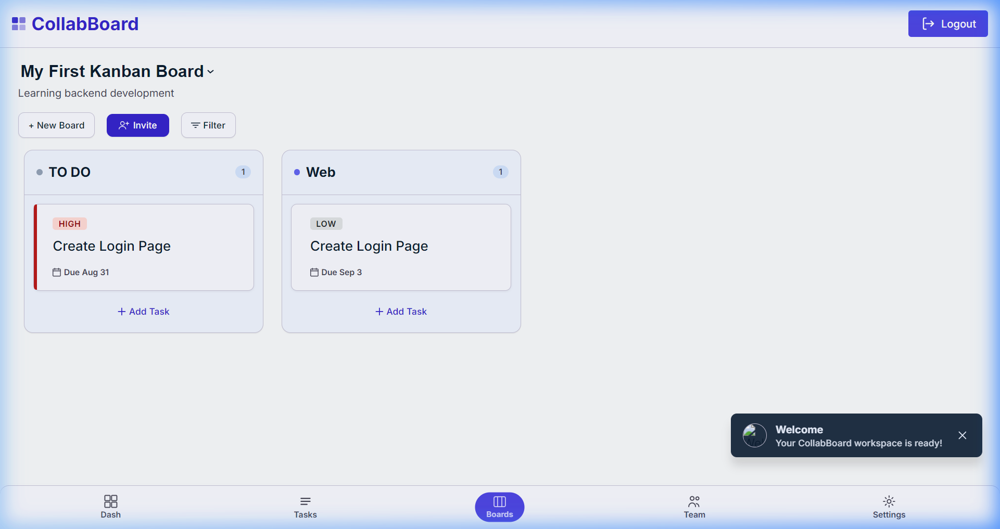 CollabBoard
Logout
My First Kanban Board
Learning backend development
+ New Board
Invite
Filter
TO DO
1
HIGH
Create Login Page
Due Aug 31
+ Add Task
Web
1
LOW
Create Login Page
Due Sep 3
+ Add Task
Welcome
Your CollabBoard workspace is ready!
Dash
Tasks
Boards
Team
Settings